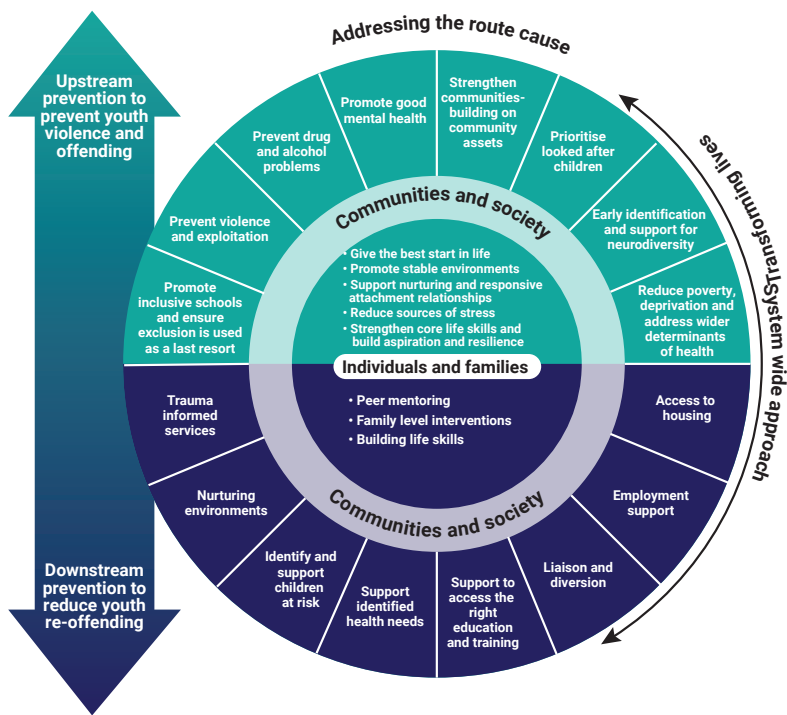 Addressing the route cause
Upstream
prevention to
prevent youth
violence and
offending
Downstream
prevention to
reduce youth
re-offending
Promote
inclusive schools
and ensure
exclusion is used
as a last resort
Prevent violence
and exploitation
Prevent drug
and alcohol
problems
Promote good
mental health
Strengthen
communities-
building on
community
assets
Prioritise
looked after
children
Early identification
and support for
neurodiversity
Reduce poverty,
deprivation and
address wider
determinants
of health
Transforming lives
-System wide approach
Communities and society
• Give the best start in life
• Promote stable environments
• Support nurturing and responsive
attachment relationships
• Reduce sources of stress
• Strengthen core life skills and
build aspiration and resilience
Individuals and families
• Peer mentoring
• Family level interventions
• Building life skills
Communities and society
Trauma
informed
services
Nurturing
environments
Identify and
support
children
at risk
Support
identified
health needs
Support to
access the
right
education
and training
Liaison and
diversion
Employment
support
Access to
housing